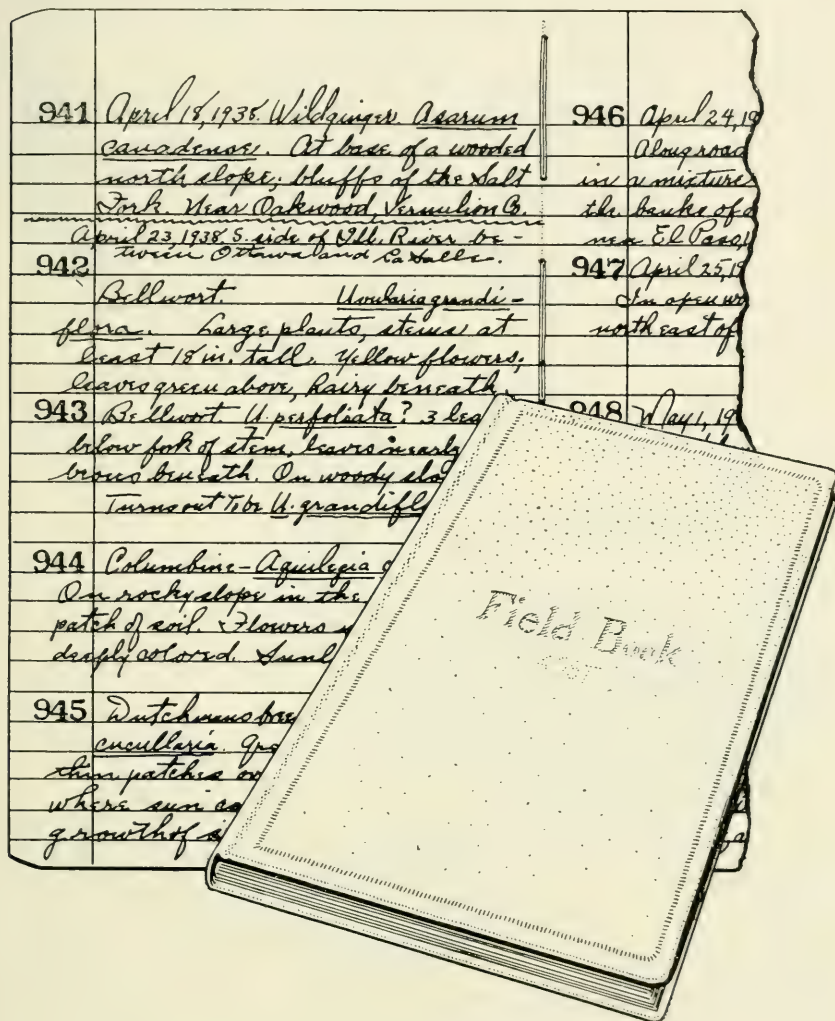 941 April 18, 1938. Wildginger. Asarum
canadense. At base of a wooded
north slope; bluffs of the Salt
Fork. Near Oakwood, Vermilion Co.
April 23, 1938. S. side of Ill. River be-
tween Ottawa and La Salle.
942
Bellwort. Uvularia grandi-
flora. Large plants, stems at
least 18 in. tall. Yellow flowers;
leaves green above, hairy beneath.
943 Bellwort. U. perfoliata? 3 lea
below fork of stem, leaves nearly
brous beneath. On woody slo
Turns out to be U. grandifl
944 Columbine - Aquilegia c
On rocky slope in the
patch of soil. Flowers
deeply colored. Sunl
945 Dutchmans bree
cucullaria. Gro
thin patches ov
where sun ca
growth of s
946 April 24, 19
Along road
in a mixture
the banks of
near El Paso,
947 April 25, 19
In open wo
northeast of
948 May 1, 19
Field Book